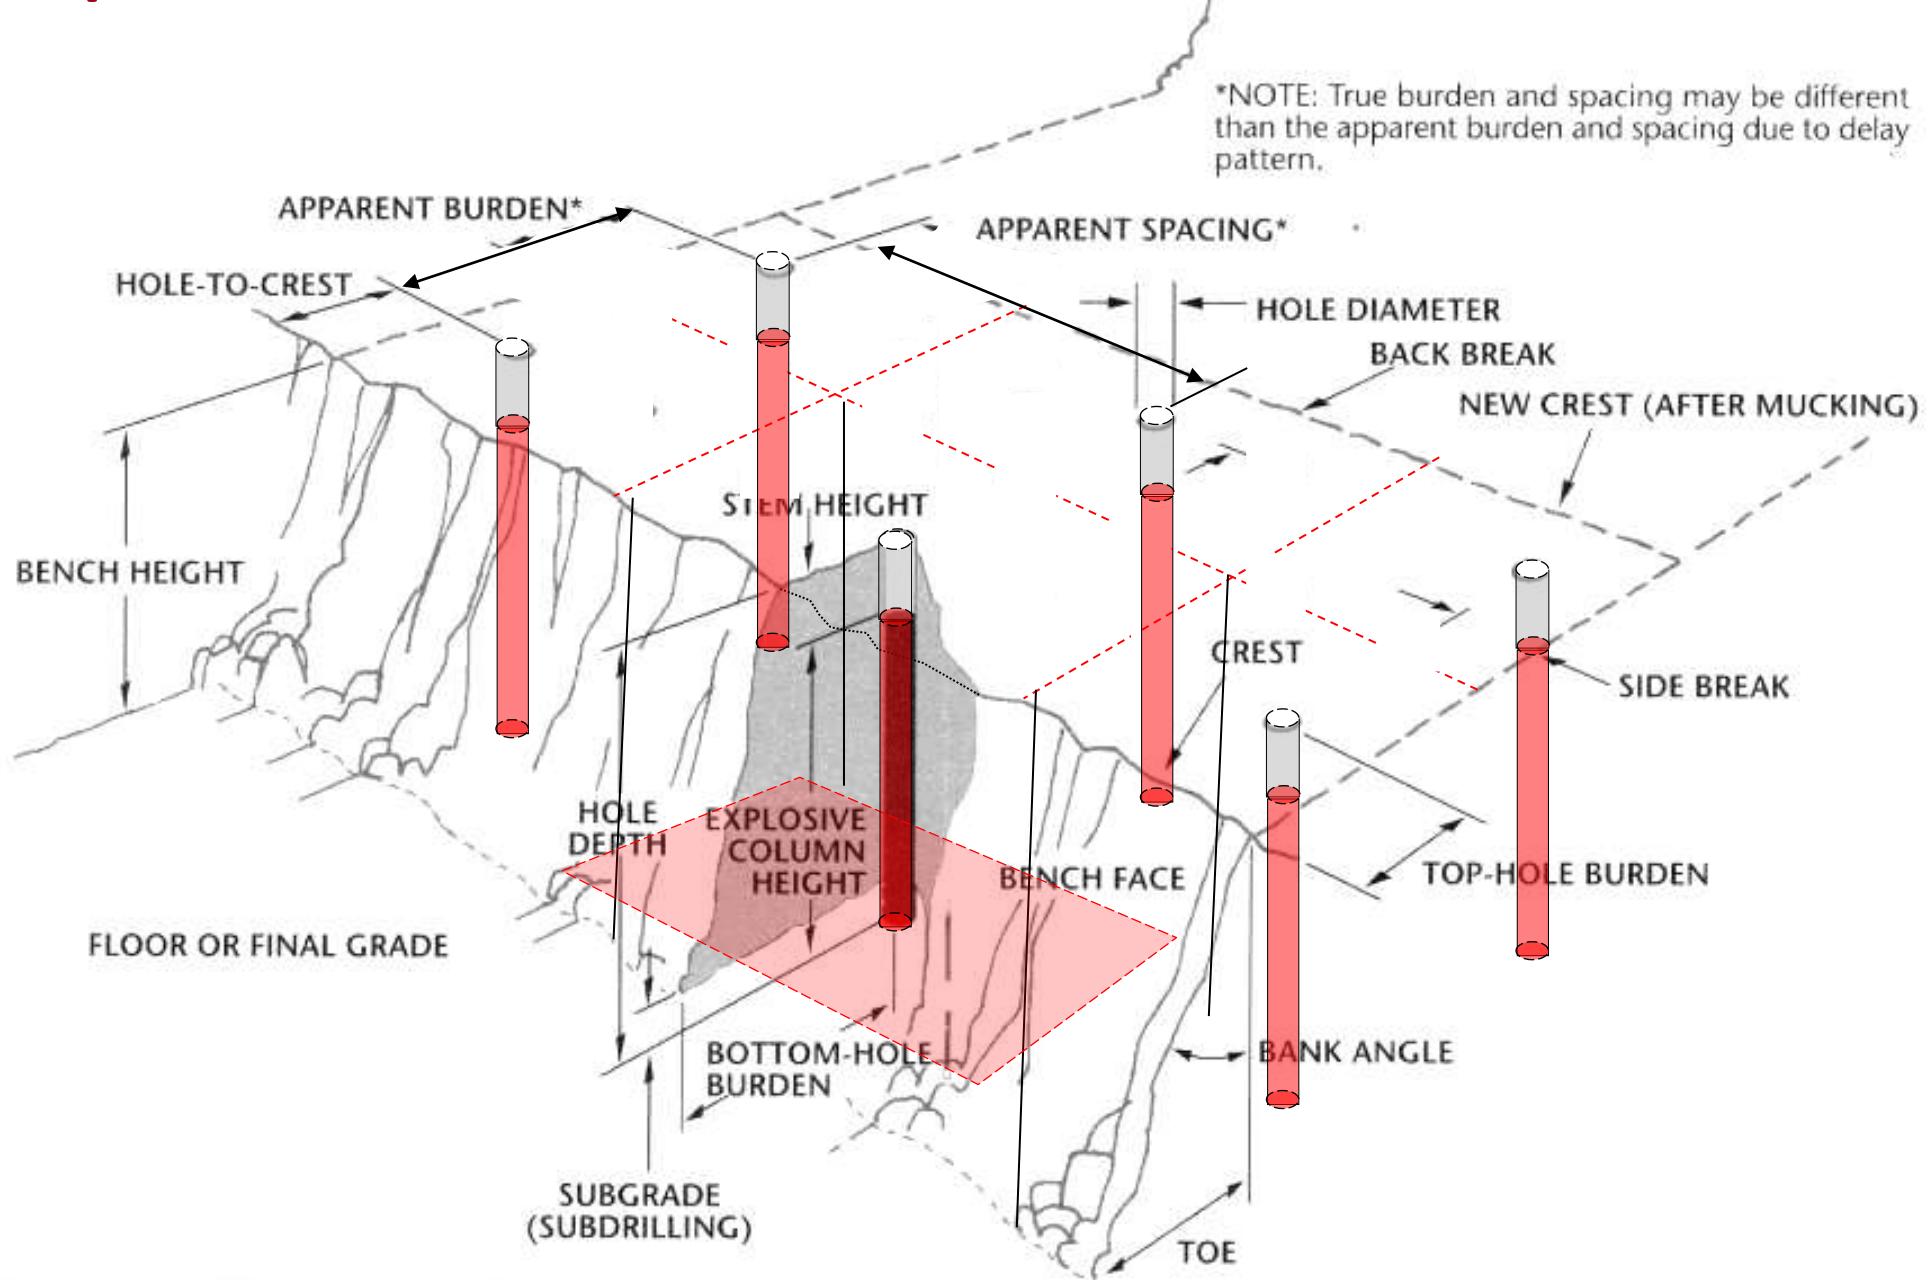 *NOTE: True burden and spacing may be different
than the apparent burden and spacing due to delay
pattern.
APPARENT BURDEN*
APPARENT SPACING*
HOLE-TO-CREST
HOLE DIAMETER
BACK BREAK
NEW CREST (AFTER MUCKING)
STEM HEIGHT
BENCH HEIGHT
CREST
SIDE BREAK
HOLE
DEPTH
EXPLOSIVE
COLUMN
HEIGHT
BENCH FACE
TOP-HOLE BURDEN
FLOOR OR FINAL GRADE
BOTTOM-HOLE
BURDEN
BANK ANGLE
SUBGRADE
(SUBDRILLING)
TOE